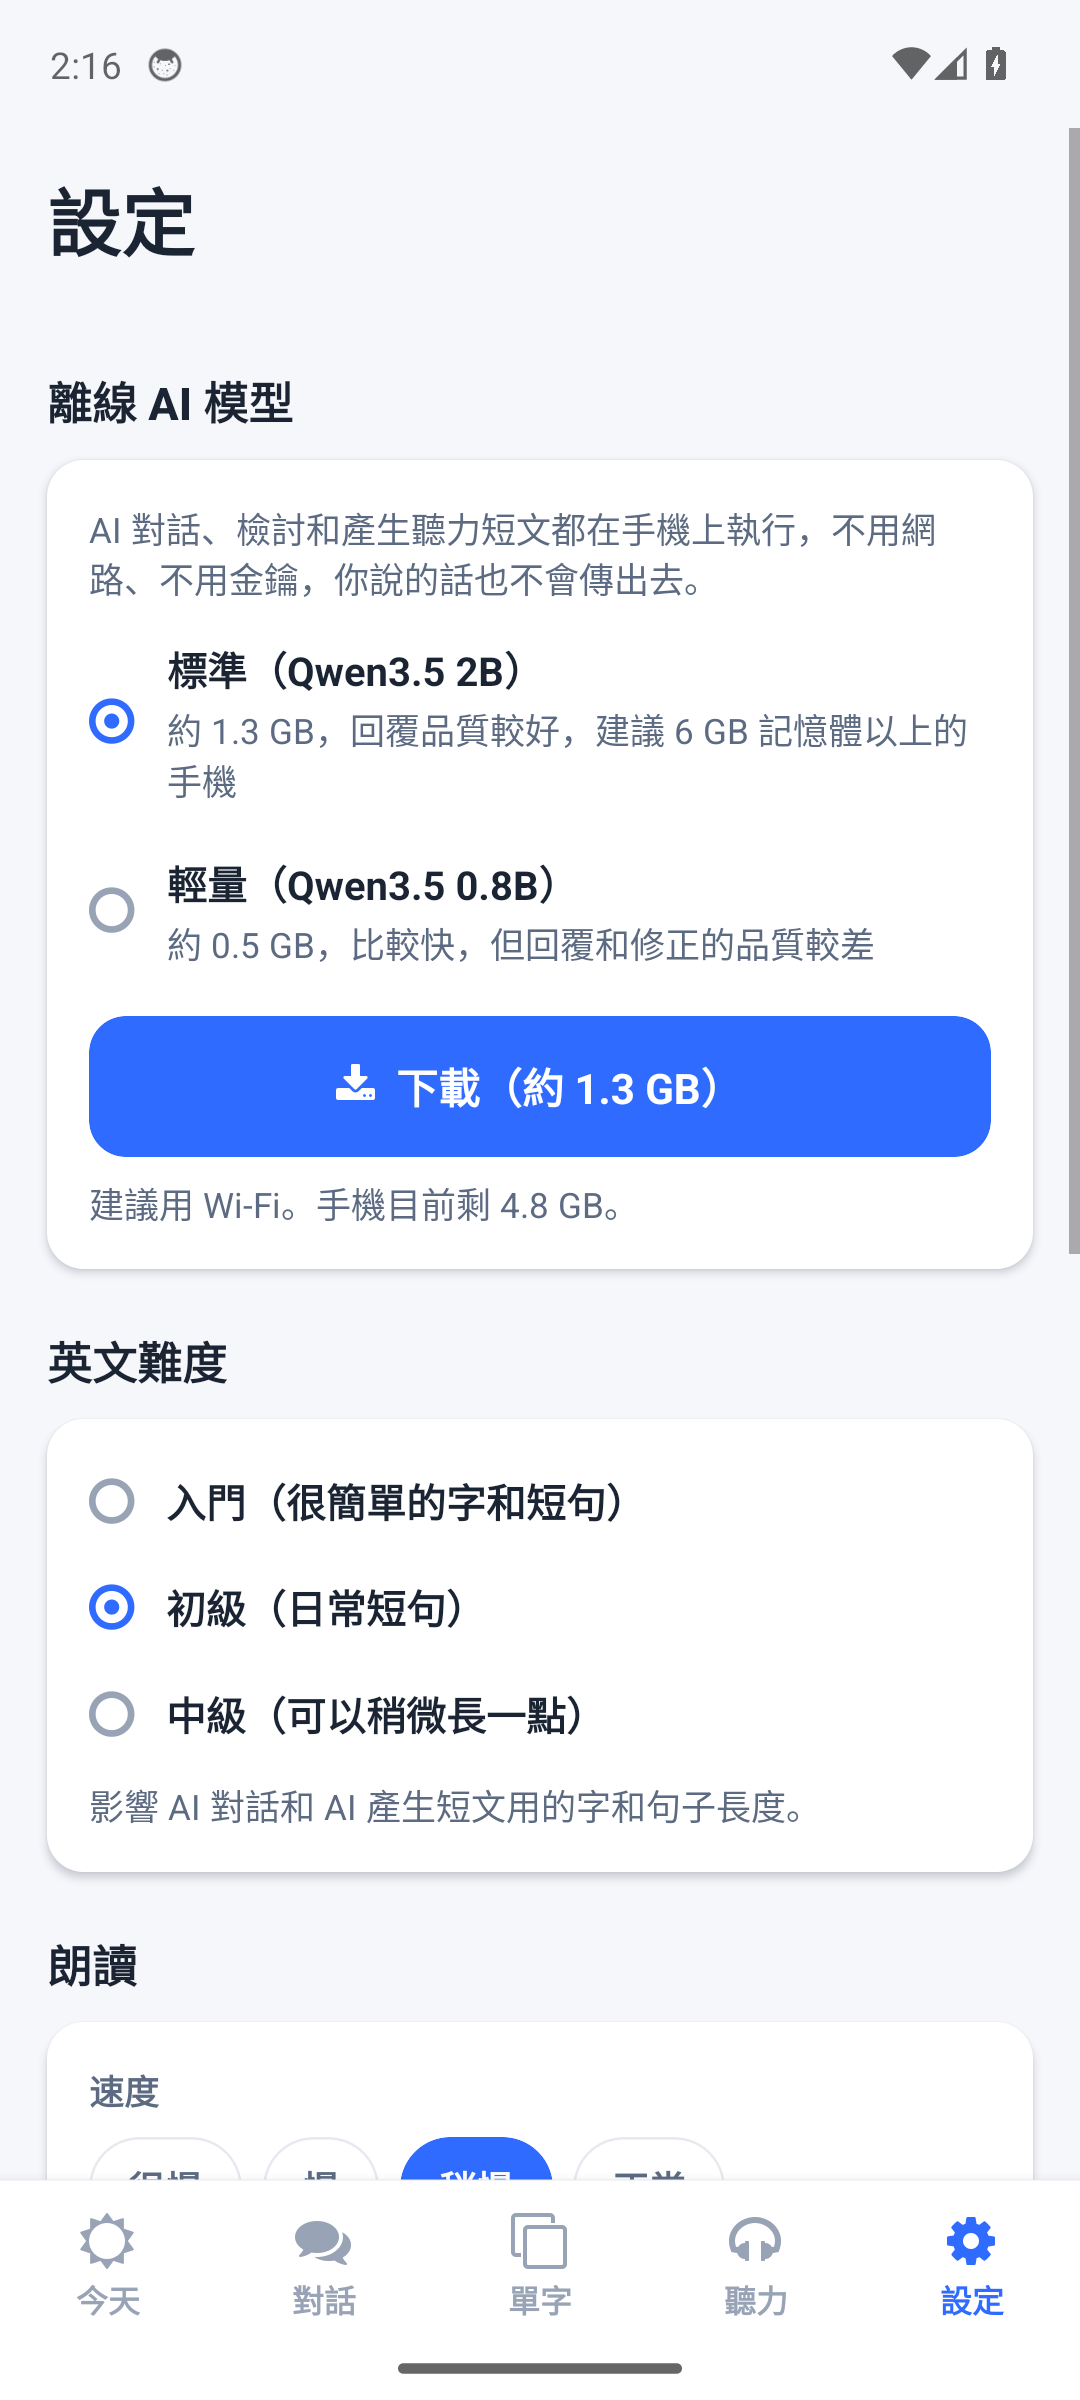 2:16
設定
離線 AI 模型
AI 對話、檢討和產生聽力短文都在手機上執行，不用網
路、不用金鑰，你說的話也不會傳出去。
標準（Qwen3.5 2B）
約 1.3 GB，回覆品質較好，建議 6 GB 記憶體以上的
手機
輕量（Qwen3.5 0.8B）
約 0.5 GB，比較快，但回覆和修正的品質較差
下載（約 1.3 GB）
建議用 Wi-Fi。手機目前剩 4.8 GB。
英文難度
入門（很簡單的字和短句）
初級（日常短句）
中級（可以稍微長一點）
影響 AI 對話和 AI 產生短文用的字和句子長度。
朗讀
速度
很慢 慢 稍慢 正常
今天 對話 單字 聽力 設定